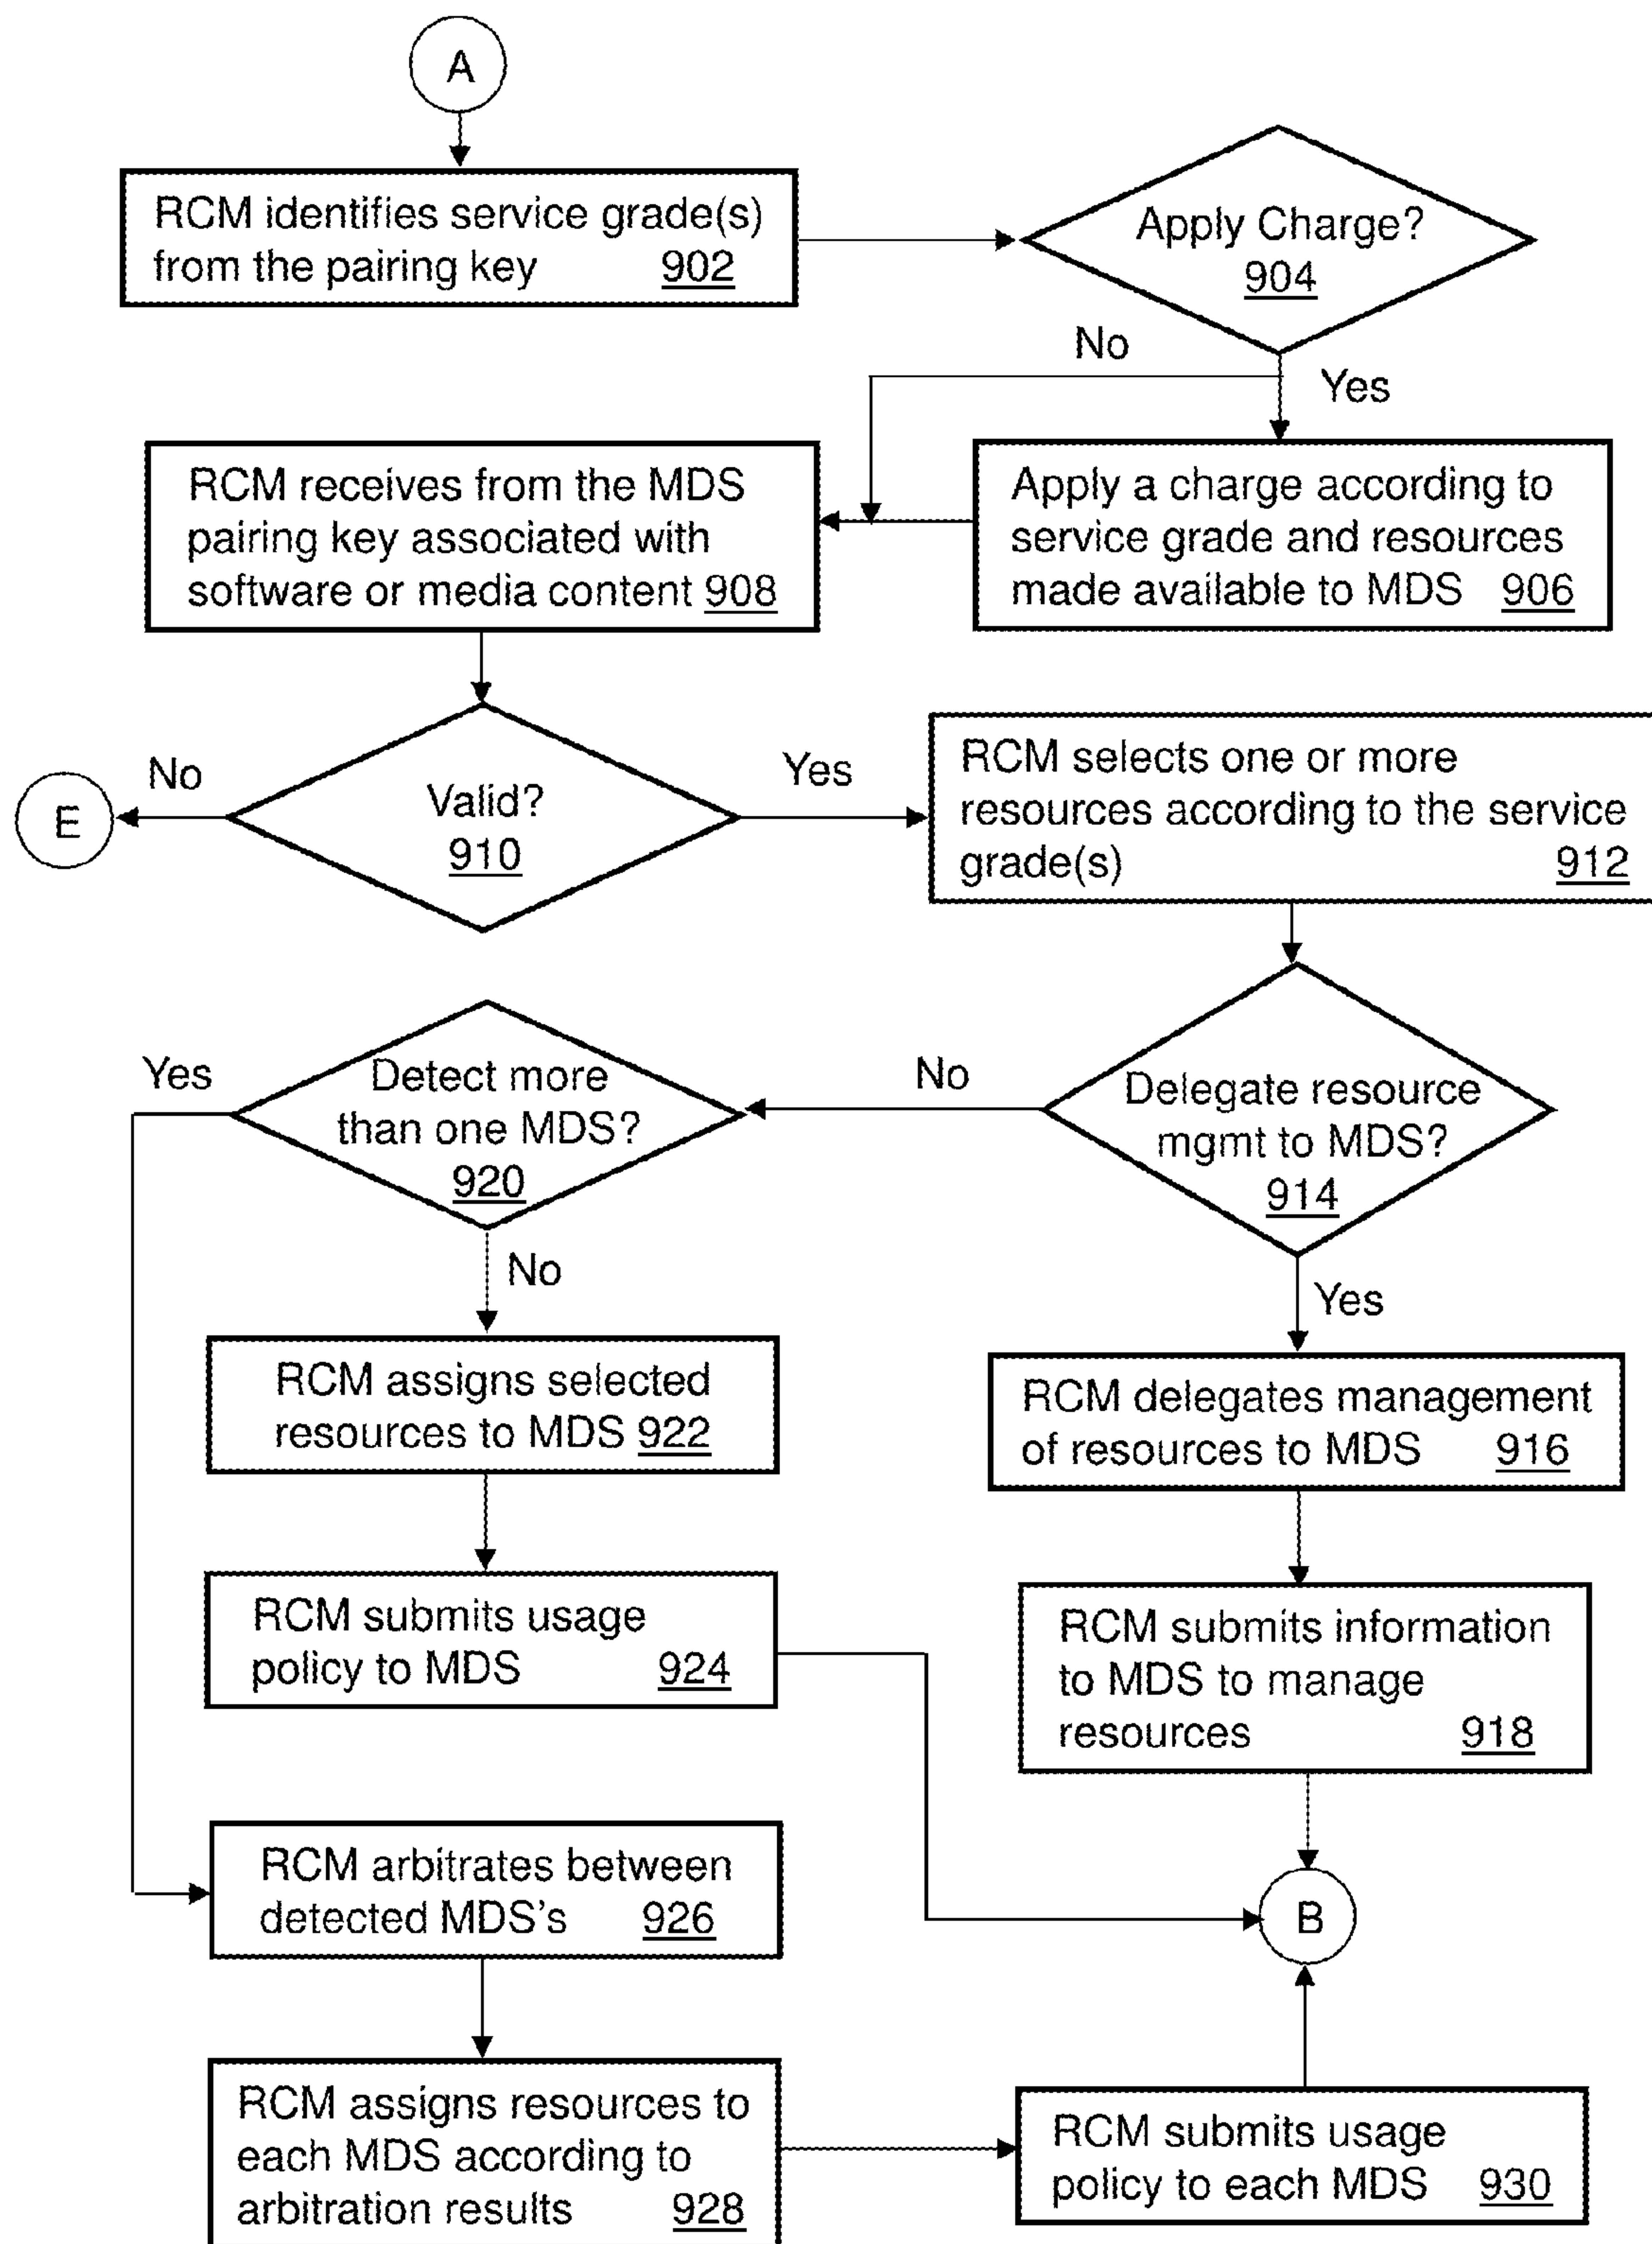 A
RCM identifies service grade(s)
from the pairing key 902
Apply Charge?
904
No
Yes
RCM receives from the MDS
pairing key associated with
software or media content 908
Apply a charge according to
service grade and resources
made available to MDS 906
No
E
Valid?
910
Yes
RCM selects one or more
resources according to the service
grade(s) 912
Yes
Detect more
than one MDS?
920
No
Delegate resource
mgmt to MDS?
914
No
Yes
RCM assigns selected
resources to MDS 922
RCM delegates management
of resources to MDS 916
RCM submits usage
policy to MDS 924
RCM submits information
to MDS to manage
resources 918
RCM arbitrates between
detected MDS's 926
B
RCM assigns resources to
each MDS according to
arbitration results 928
RCM submits usage
policy to each MDS 930